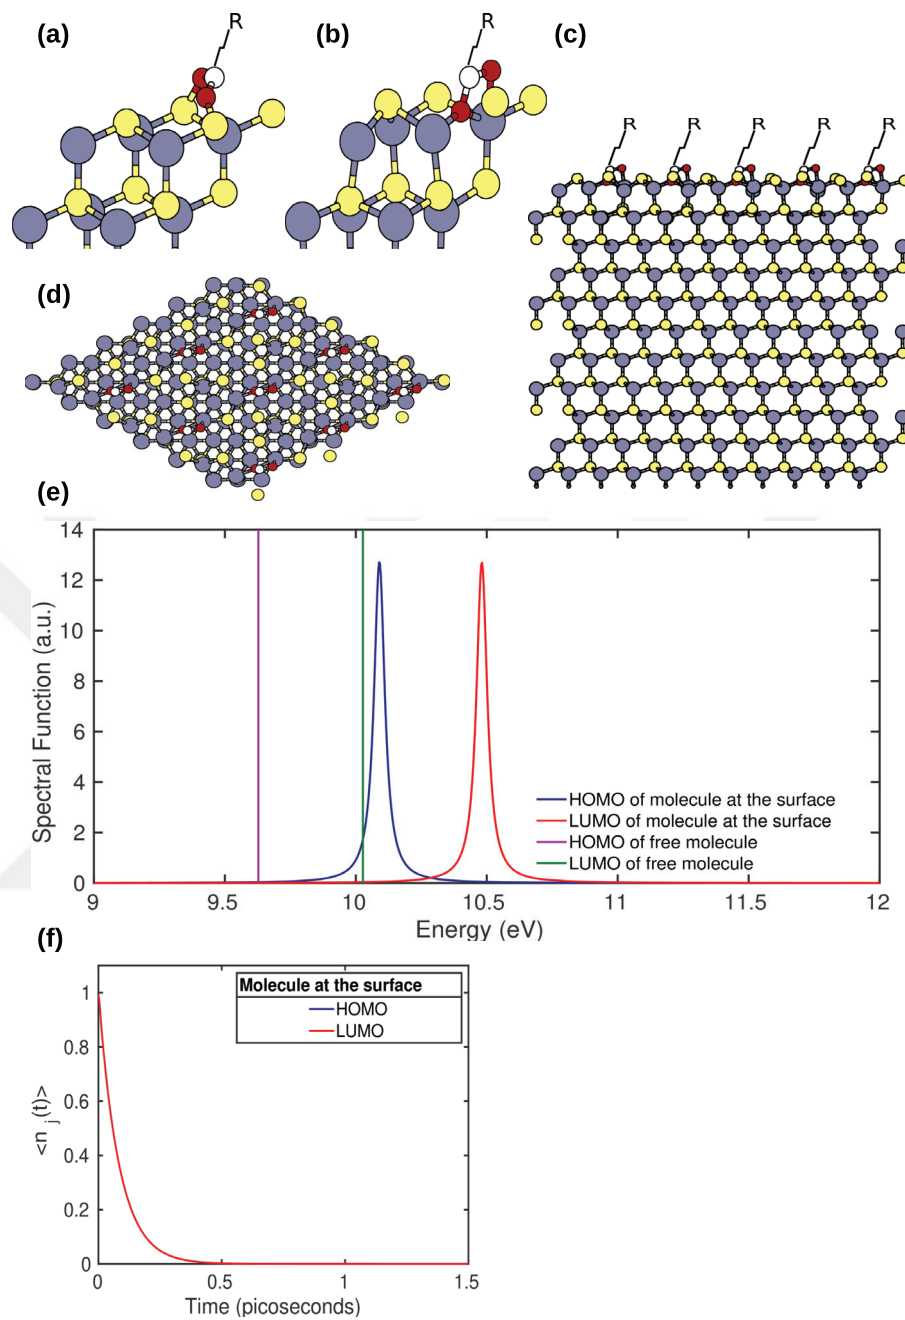 (a)
R
(b)
R
(c)
R
R
R
R
R
(d)
(e)
14
12
10
8
6
4
2
0
Spectral Function (a.u.)
HOMO of molecule at the surface
LUMO of molecule at the surface
HOMO of free molecule
LUMO of free molecule
9
9.5
10
10.5
11
11.5
12
Energy (eV)
(f)
1
0.8
0.6
0.4
0.2
0
<n j (t)>
Molecule at the surface
HOMO
LUMO
0
0.5
1
1.5
Time (picoseconds)